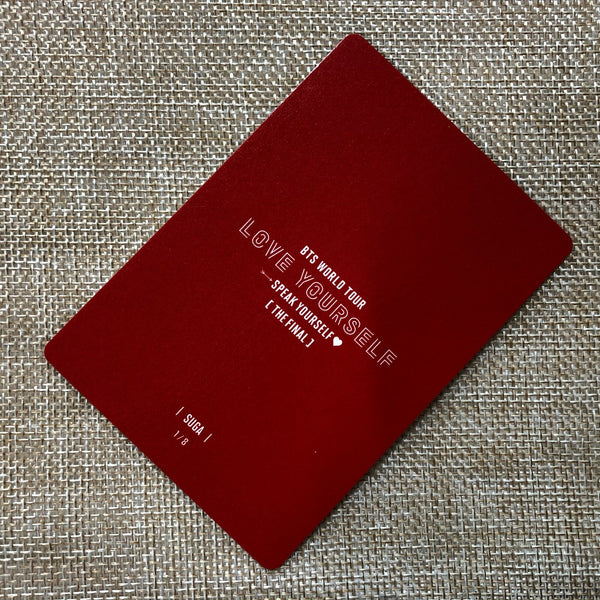 BTS WORLD TOUR
LOVE YOURSELF
—SPEAK YOURSELF♥
[ THE FINAL ]
| SUGA |
1/8